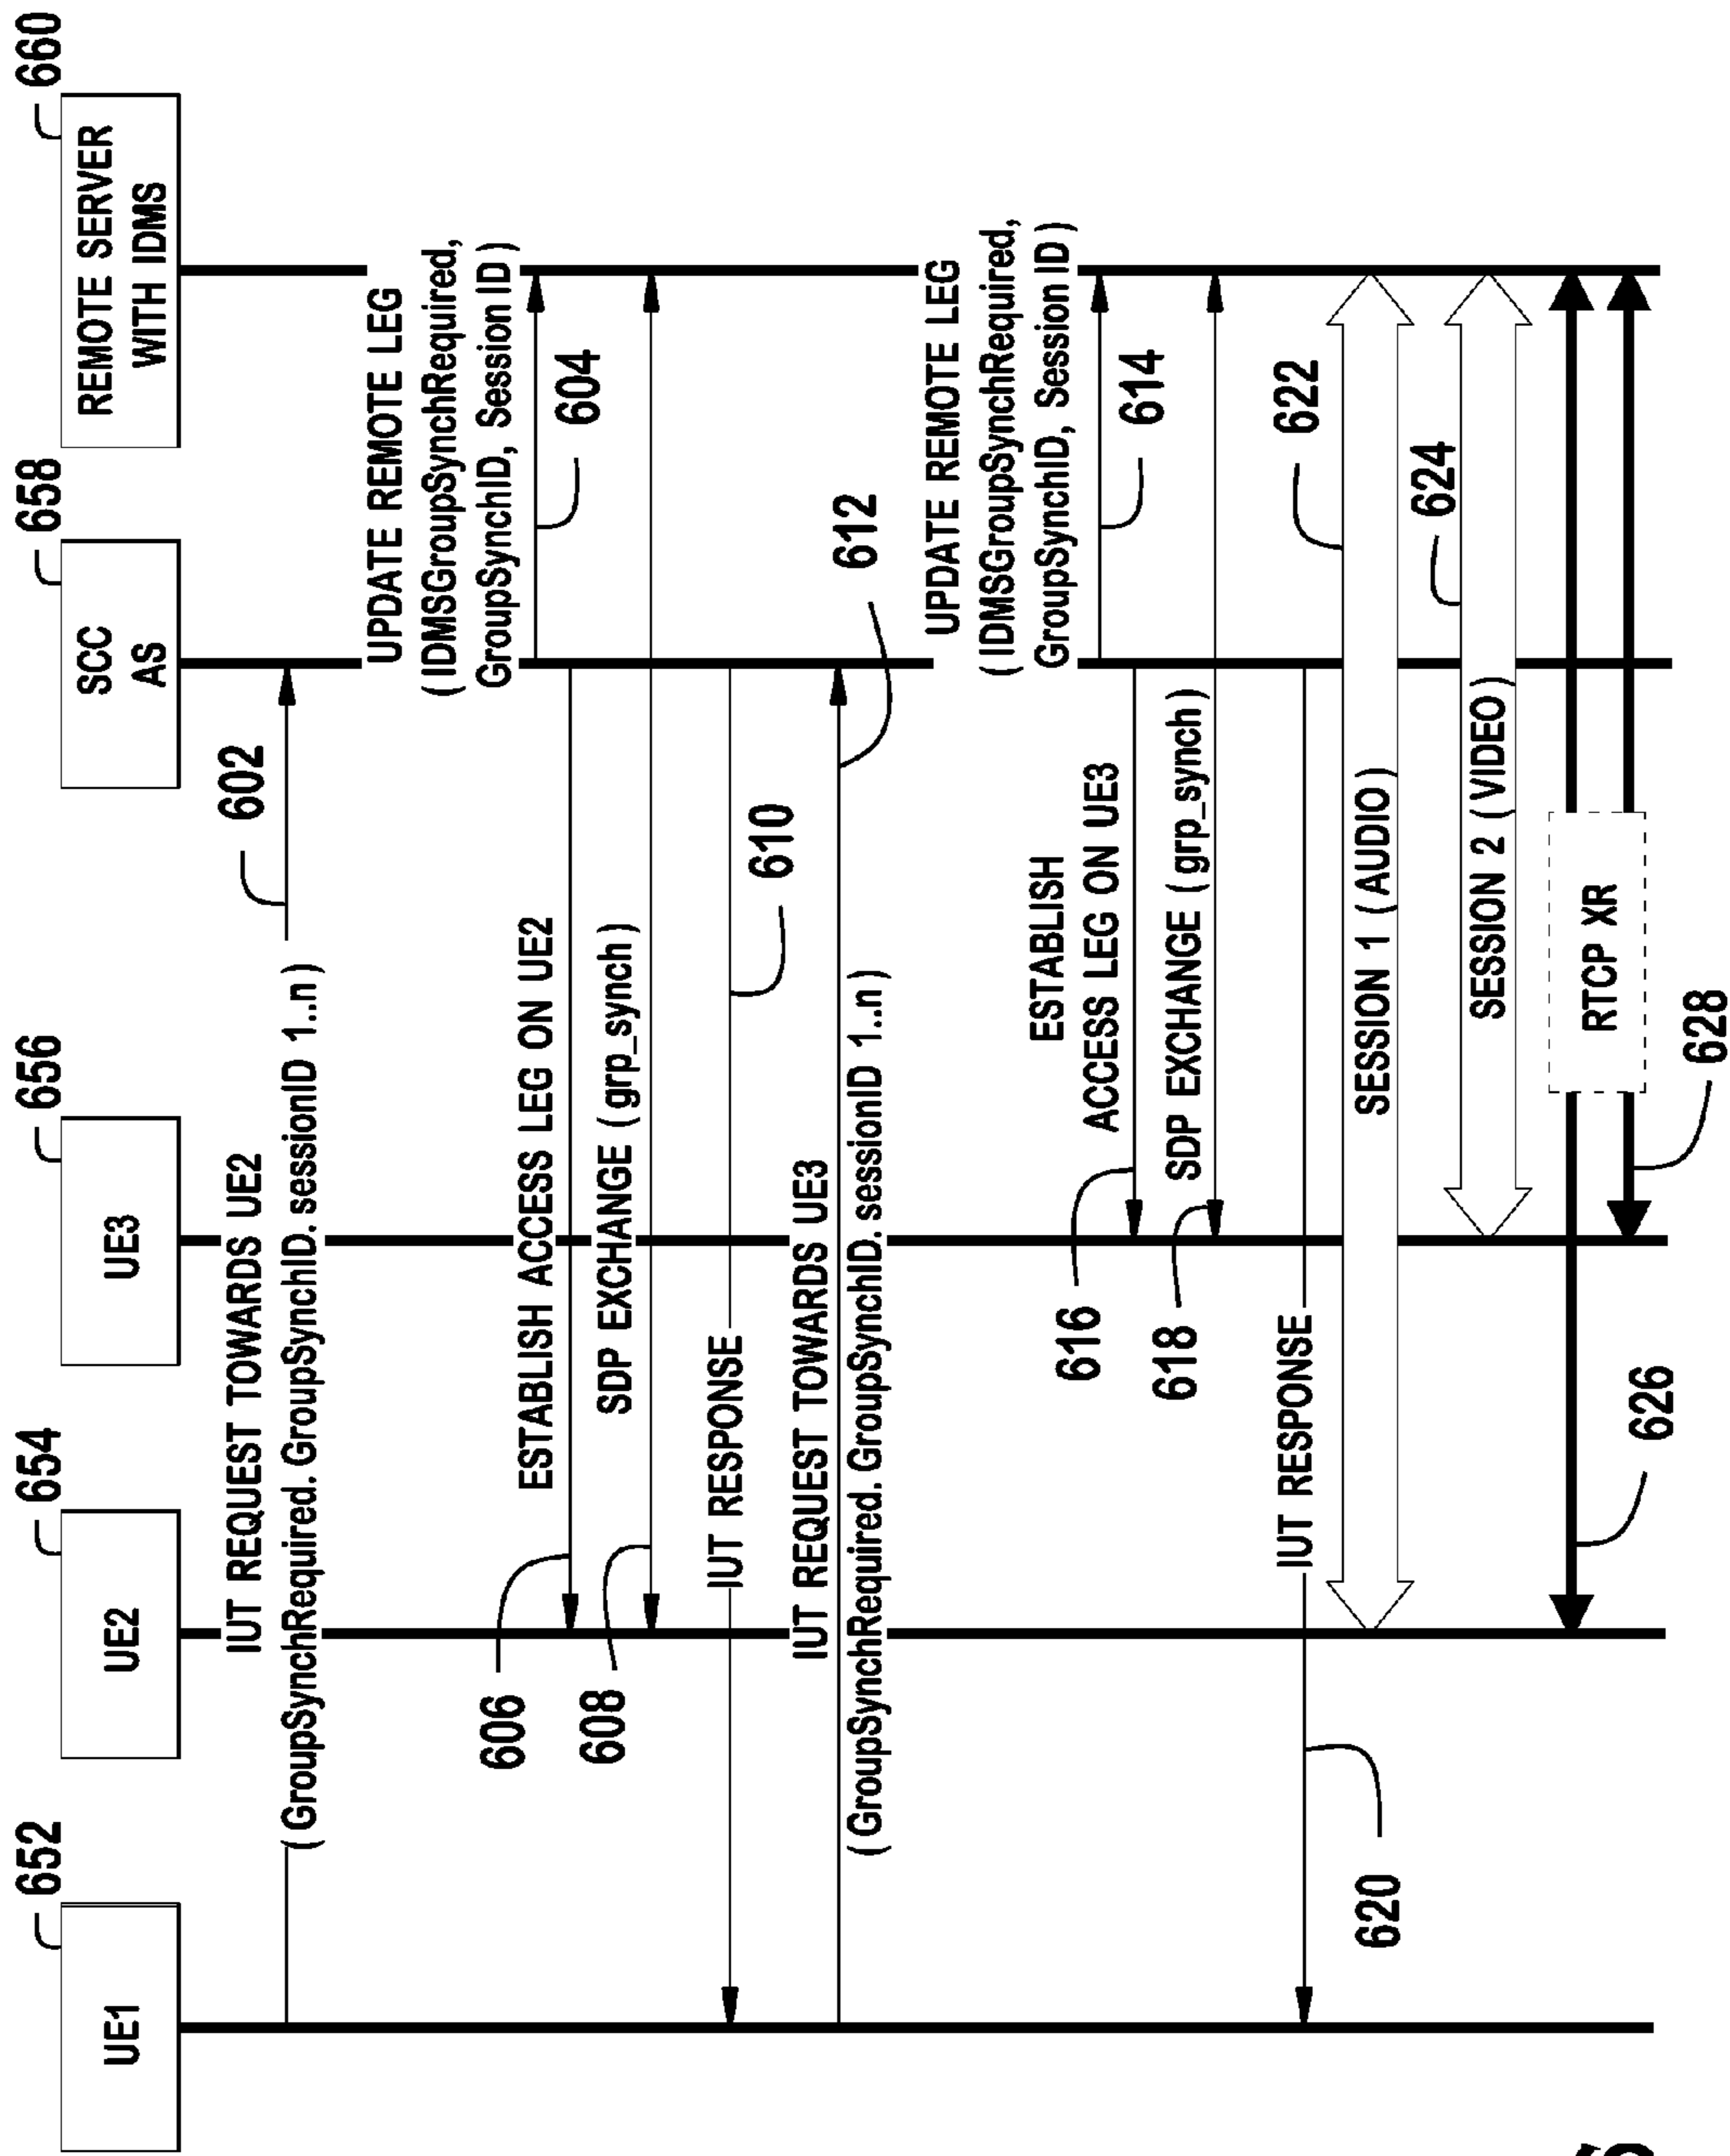 652
654
656
658
660
UE1
UE2
UE3
SCC
AS
REMOTE SERVER
WITH IDMS
IUT REQUEST TOWARDS UE2
602
(GroupSynchRequired. GroupSynchID. sessionID 1..n)
UPDATE REMOTE LEG
(IDMSGroupSynchRequired,
GroupSynchID, Session ID)
604
606
ESTABLISH ACCESS LEG ON UE2
608
SDP EXCHANGE (grp_synch)
IUT RESPONSE
610
IUT REQUEST TOWARDS UE3
612
(GroupSynchRequired. GroupSynchID. sessionID 1..n)
UPDATE REMOTE LEG
(IDMSGroupSynchRequired,
GroupSynchID, Session ID)
614
ESTABLISH
ACCESS LEG ON UE3
616
SDP EXCHANGE (grp_synch)
618
IUT RESPONSE
620
622
SESSION 1 (AUDIO)
624
SESSION 2 (VIDEO)
RTCP XR
626
628